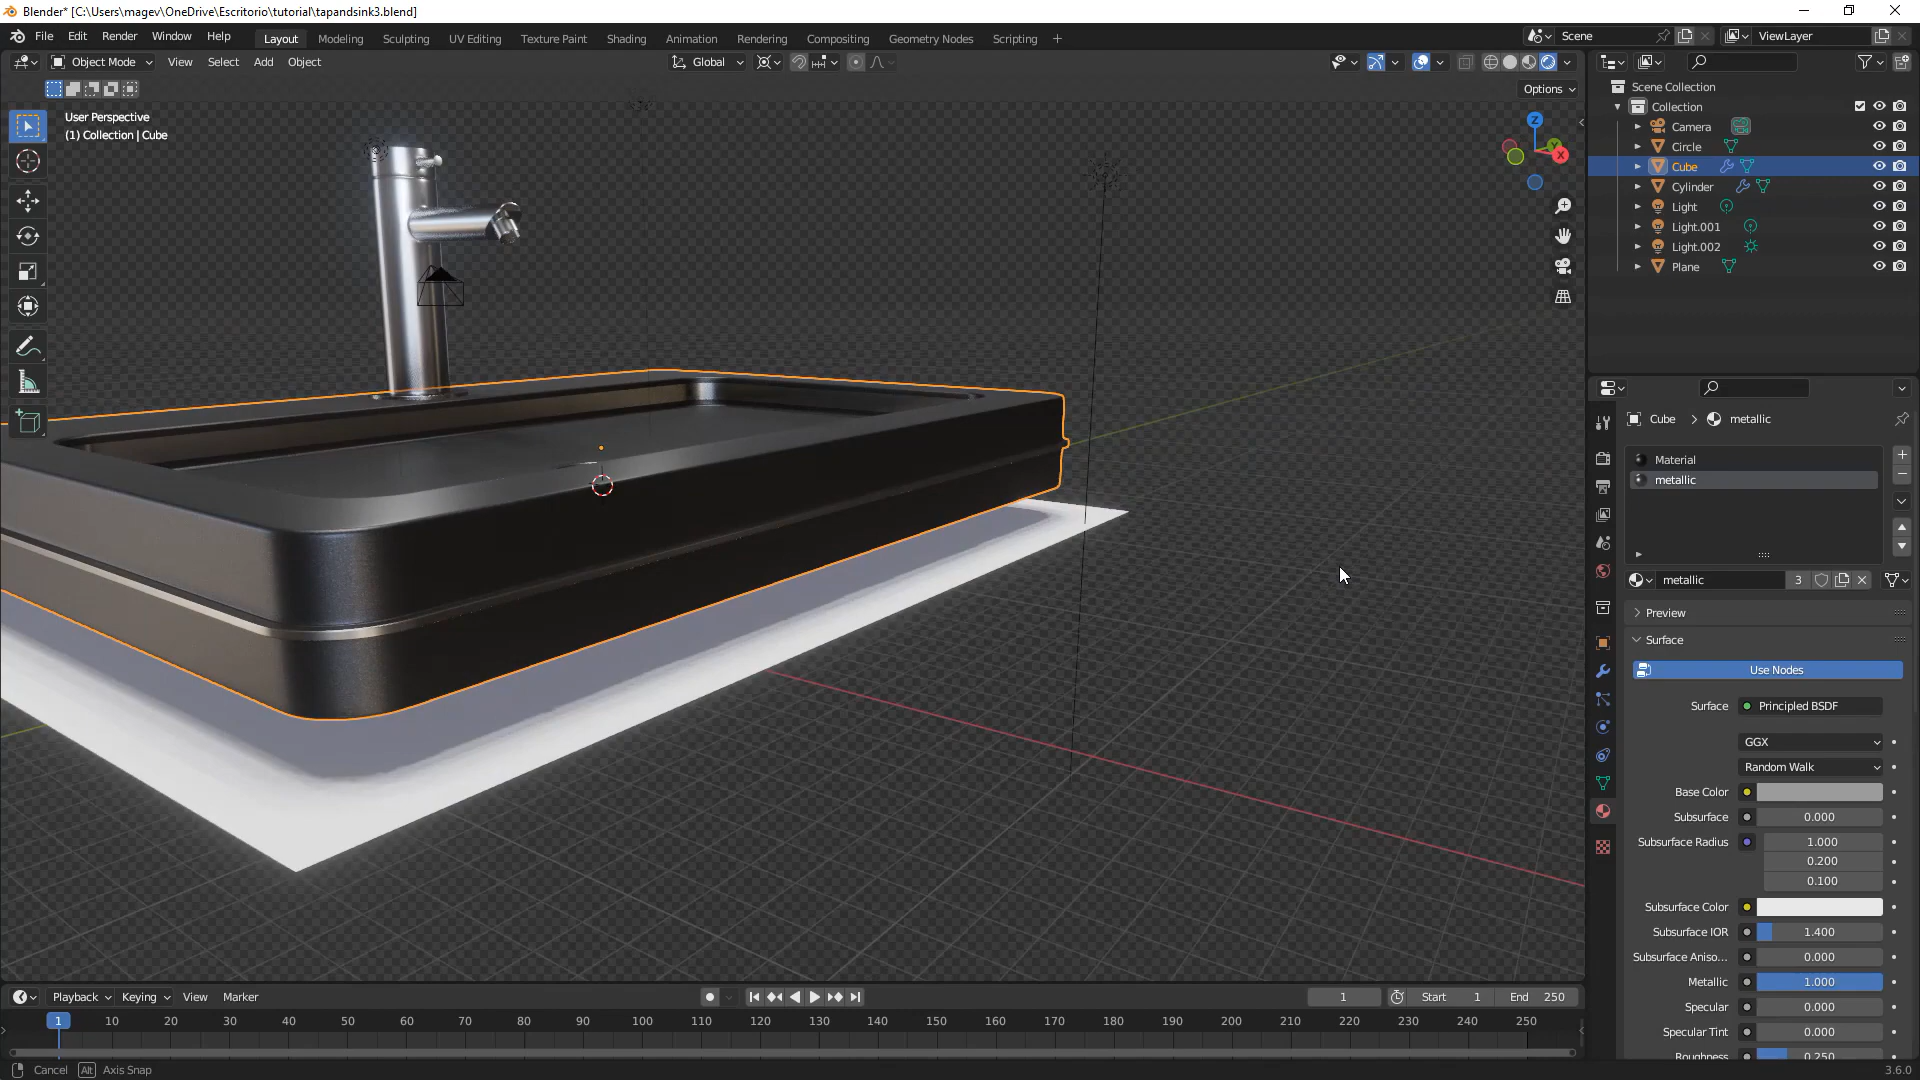 Blender* [C:\Users\magev\OneDrive\Escritorio\tutorial\tapandsink3.blend]
File Edit Render Window Help
Layout Modeling Sculpting UV Editing Texture Paint Shading Animation Rendering Compositing Geometry Nodes Scripting +
Scene
ViewLayer
Object Mode View Select Add Object
Global
Options
User Perspective
(1) Collection | Cube
Z
Y
X
Scene Collection
Collection
Camera
Circle
Cube
Cylinder
Light
Light.001
Light.002
Plane
Cube > metallic
Material
metallic
metallic 3
Preview
Surface
Use Nodes
Surface Principled BSDF
GGX
Random Walk
Base Color
Subsurface 0.000
Subsurface Radius 1.000
0.200
0.100
Subsurface Color
Subsurface IOR 1.400
Subsurface Aniso... 0.000
Metallic 1.000
Specular 0.000
Specular Tint 0.000
Roughness 0.250
Playback Keying View Marker
1 Start 1 End 250
1 10 20 30 40 50 60 70 80 90 100 110 120 130 140 150 160 170 180 190 200 210 220 230 240 250
Cancel Alt Axis Snap
3.6.0